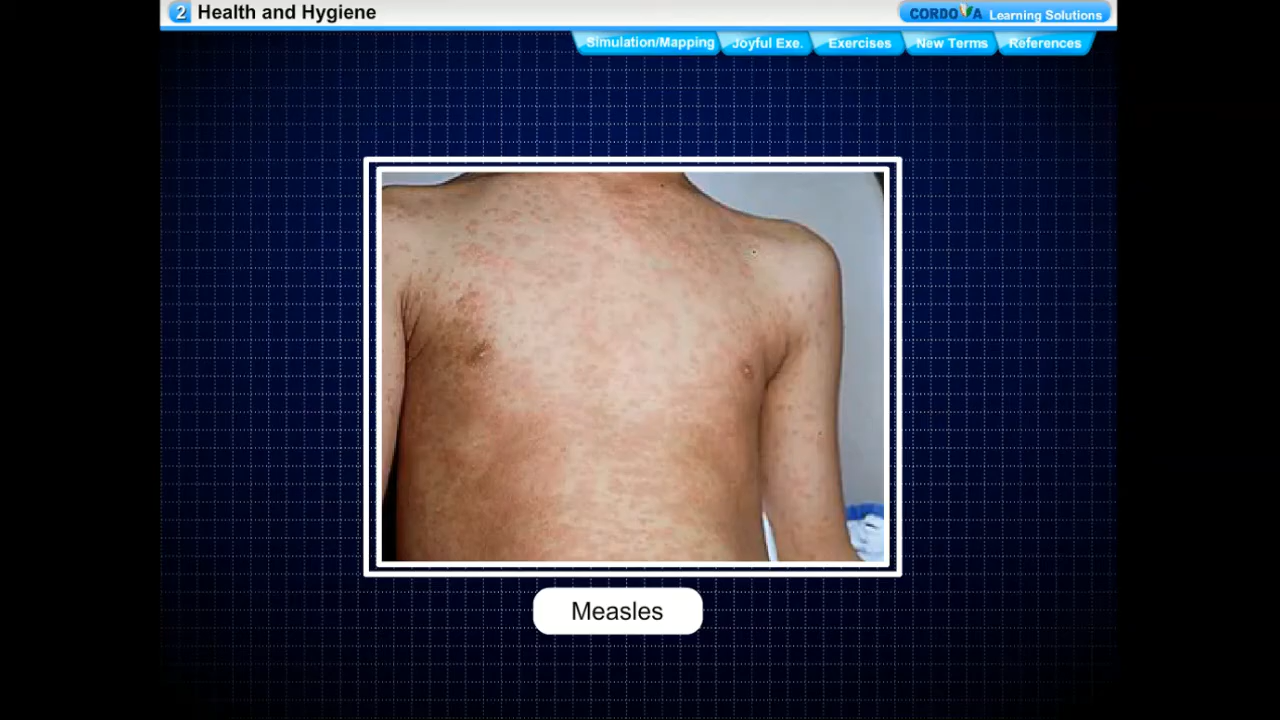 2 Health and Hygiene
CORDOVA Learning Solutions
Simulation/Mapping Joyful Exe. Exercises New Terms References
Measles